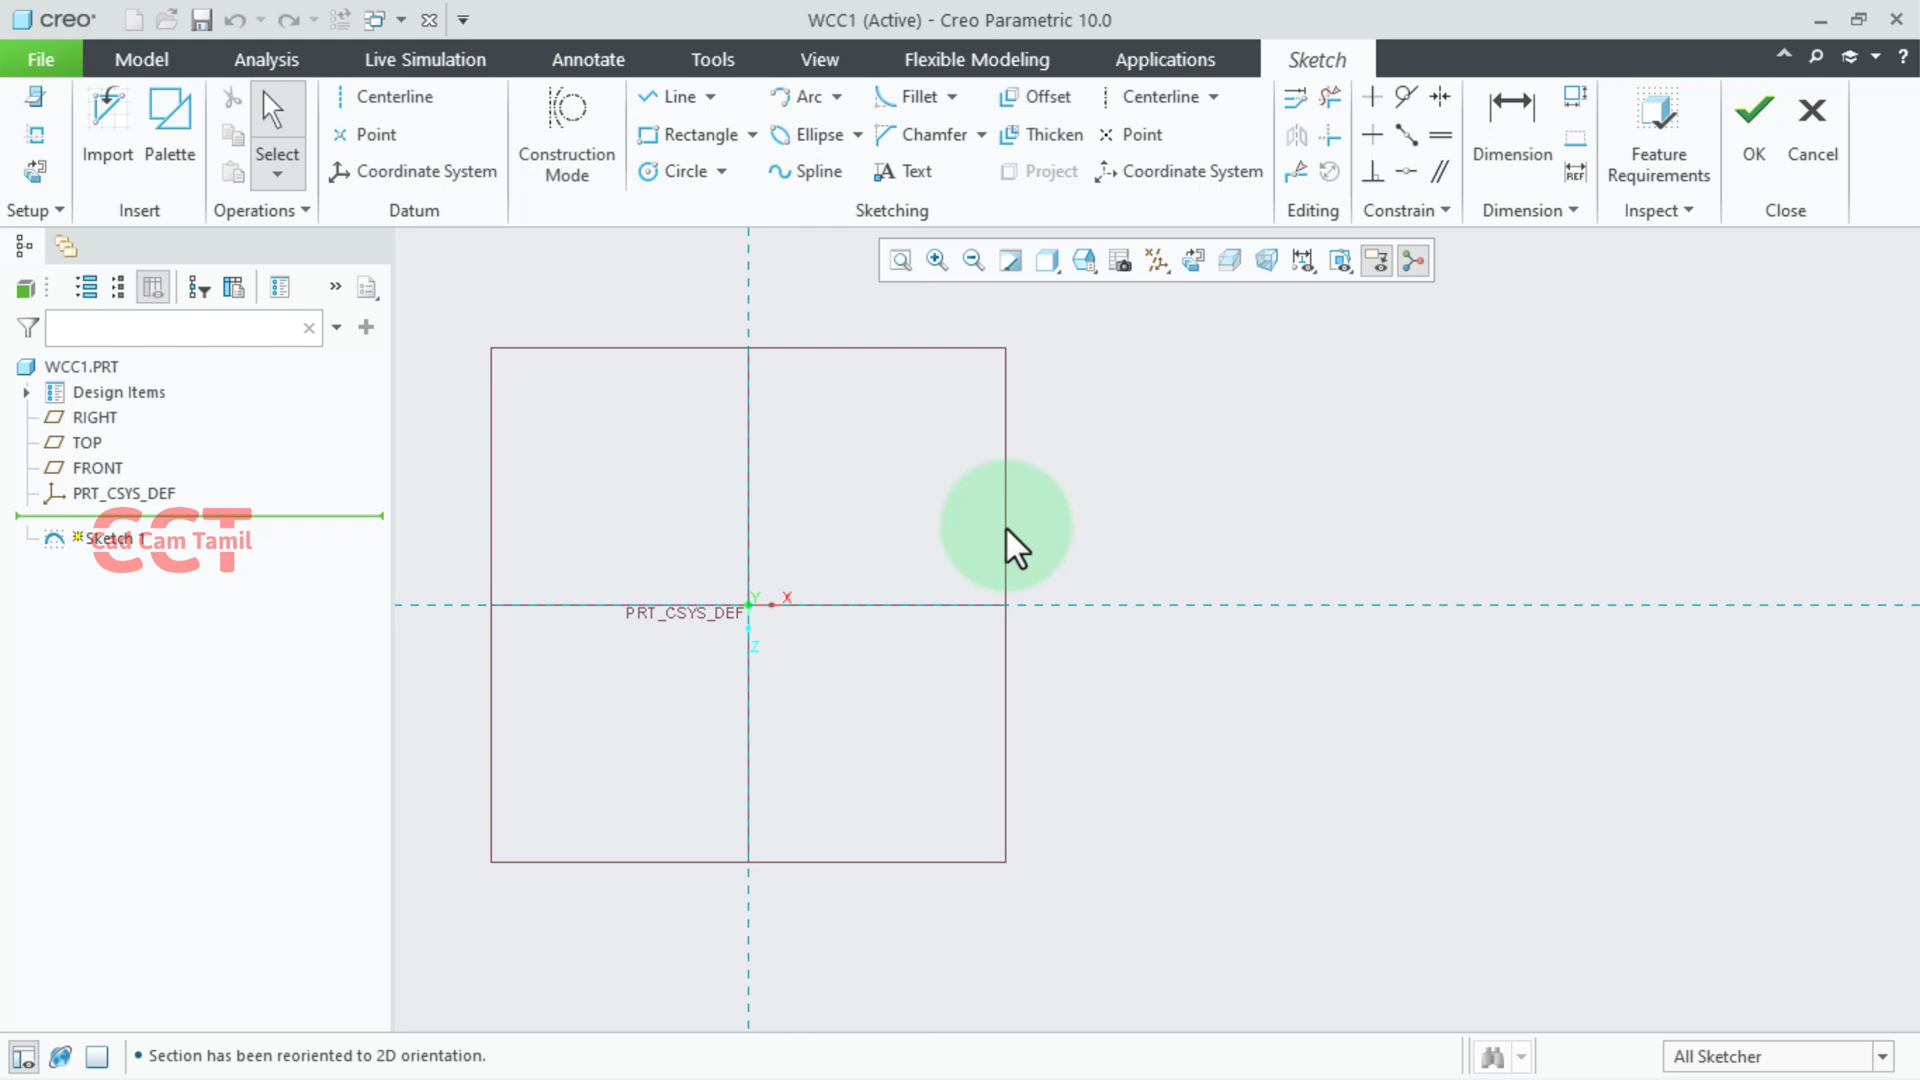 creo
WCC1 (Active) - Creo Parametric 10.0
File
Model
Analysis
Live Simulation
Annotate
Tools
View
Flexible Modeling
Applications
Sketch
?
Import
Palette
Select
Centerline
Point
Coordinate System
Construction
Mode
Line
Rectangle
Circle
Arc
Ellipse
Spline
Fillet
Chamfer
Text
Offset
Thicken
Project
Centerline
Point
Coordinate System
Dimension
REF
Feature
Requirements
OK
Cancel
Setup
Insert
Operations
Datum
Sketching
Editing
Constrain
Dimension
Inspect
Close
WCC1.PRT
Design Items
RIGHT
TOP
FRONT
PRT_CSYS_DEF
Sketch 1
CCT
Cad Cam Tamil
Y
X
PRT_CSYS_DEF
Z
Section has been reoriented to 2D orientation.
All Sketcher